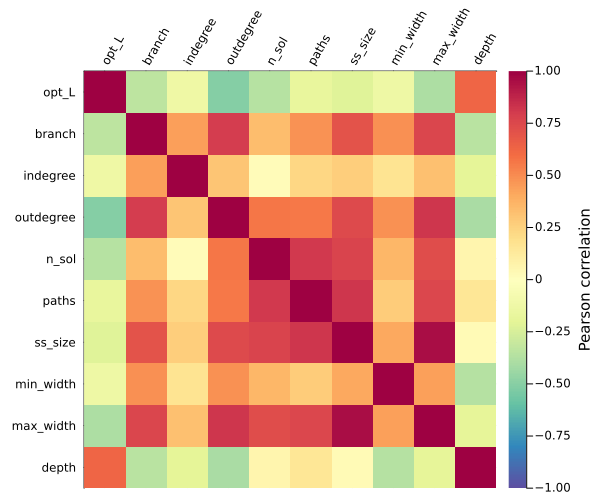 opt_L
branch
indegree
outdegree
n_sol
paths
ss_size
min_width
max_width
depth
opt_L
branch
indegree
outdegree
n_sol
paths
ss_size
min_width
max_width
depth
1.00
0.75
0.50
0.25
0
−0.25
−0.50
−0.75
−1.00
Pearson correlation